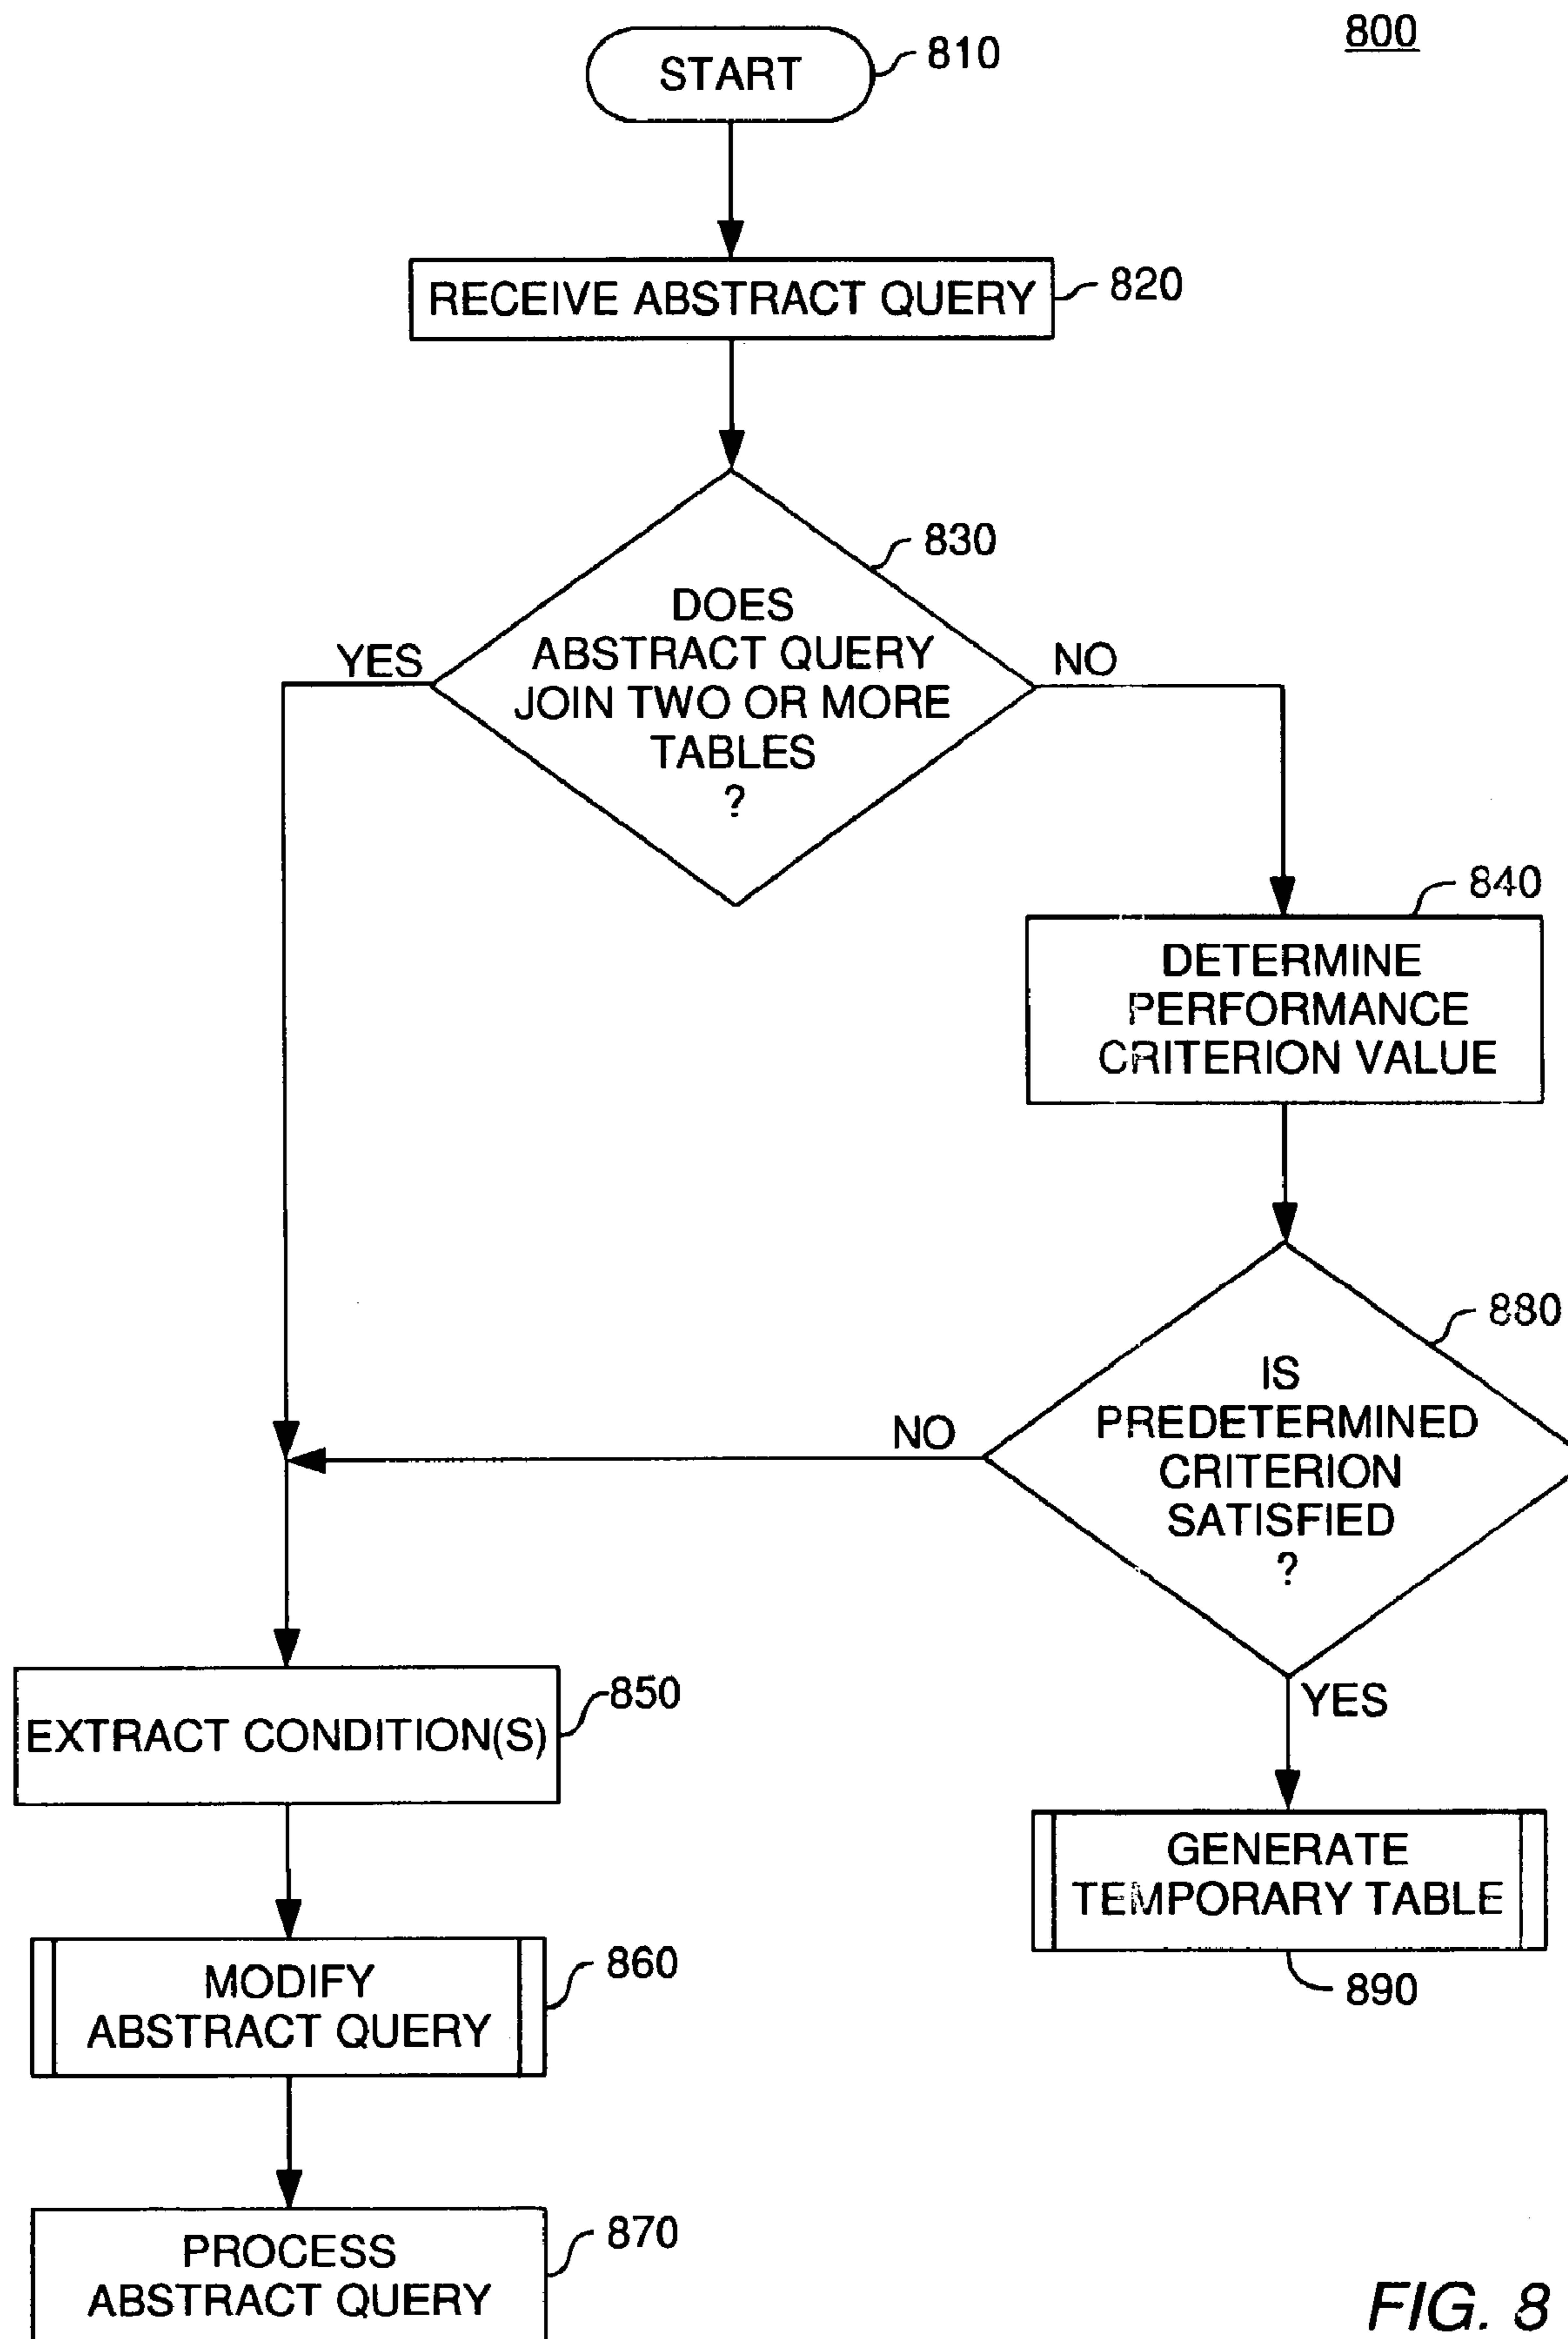 800
START
810
RECEIVE ABSTRACT QUERY
820
830
DOES
ABSTRACT QUERY
JOIN TWO OR MORE
TABLES
?
YES
NO
840
DETERMINE
PERFORMANCE
CRITERION VALUE
880
IS
PREDETERMINED
CRITERION
SATISFIED
?
NO
YES
850
EXTRACT CONDITION(S)
GENERATE
TEMPORARY TABLE
890
MODIFY
ABSTRACT QUERY
860
PROCESS
ABSTRACT QUERY
870
FIG. 8